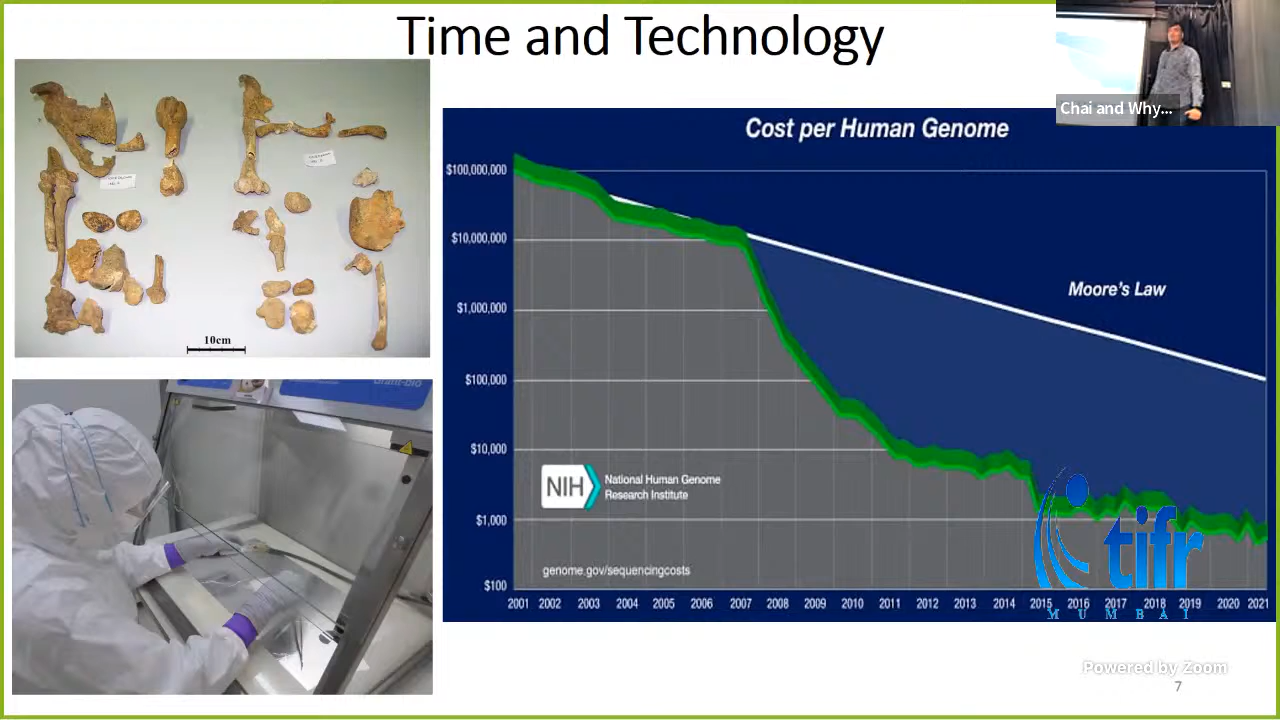 Time and Technology
Chai and Why...
10cm
Cost per Human Genome
$100,000,000
$10,000,000
$1,000,000
$100,000
$10,000
$1,000
$100
Moore's Law
NIH
National Human Genome
Research Institute
genome.gov/sequencingcosts
2001 2002 2003 2004 2005 2006 2007 2008 2009 2010 2011 2012 2013 2014 2015 2016 2017 2018 2019 2020 2021
tifr
MUMBAI
Grant-bio
Powered by Zoom
7